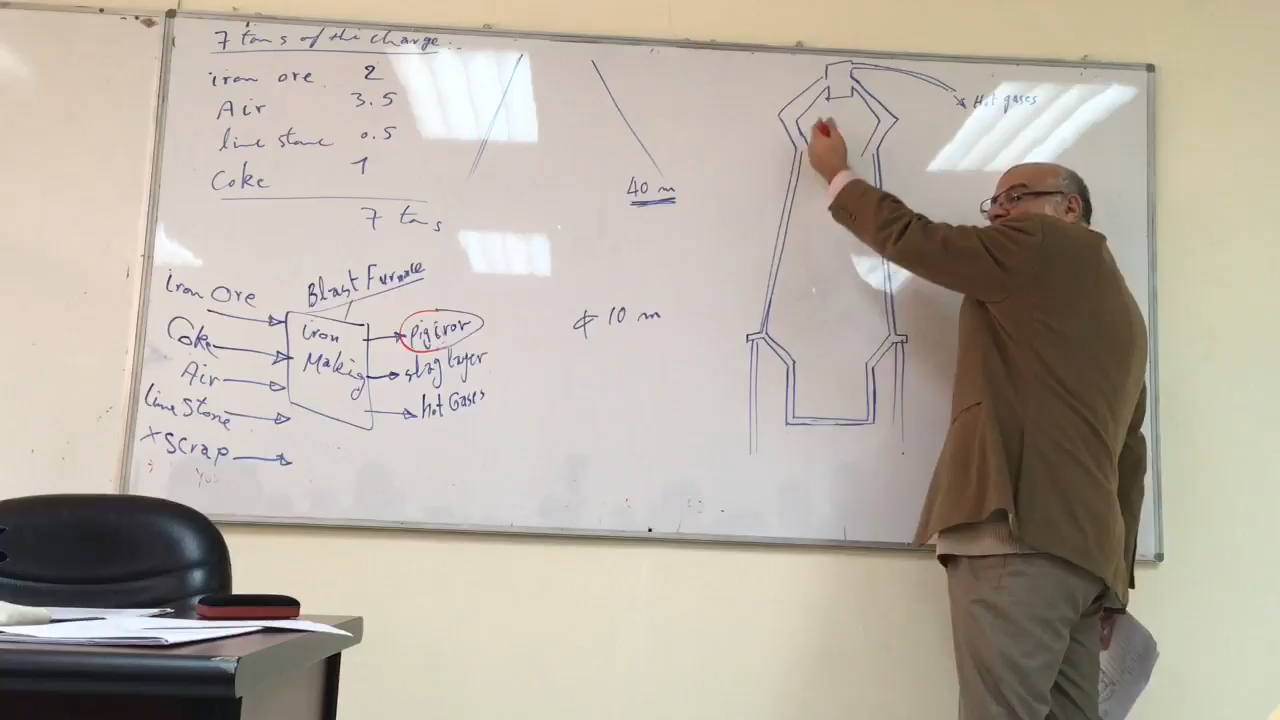 7 tons of the charge
iron ore 2
Air 3.5
lime stone 0.5
Coke 1
7 tons
40 m
Hot gases
Blast Furnace
Iron Ore
Coke
Air
lime Stone
x Scrap
iron
Making
pig iron
slag layer
hot Gases
¢ 10 m